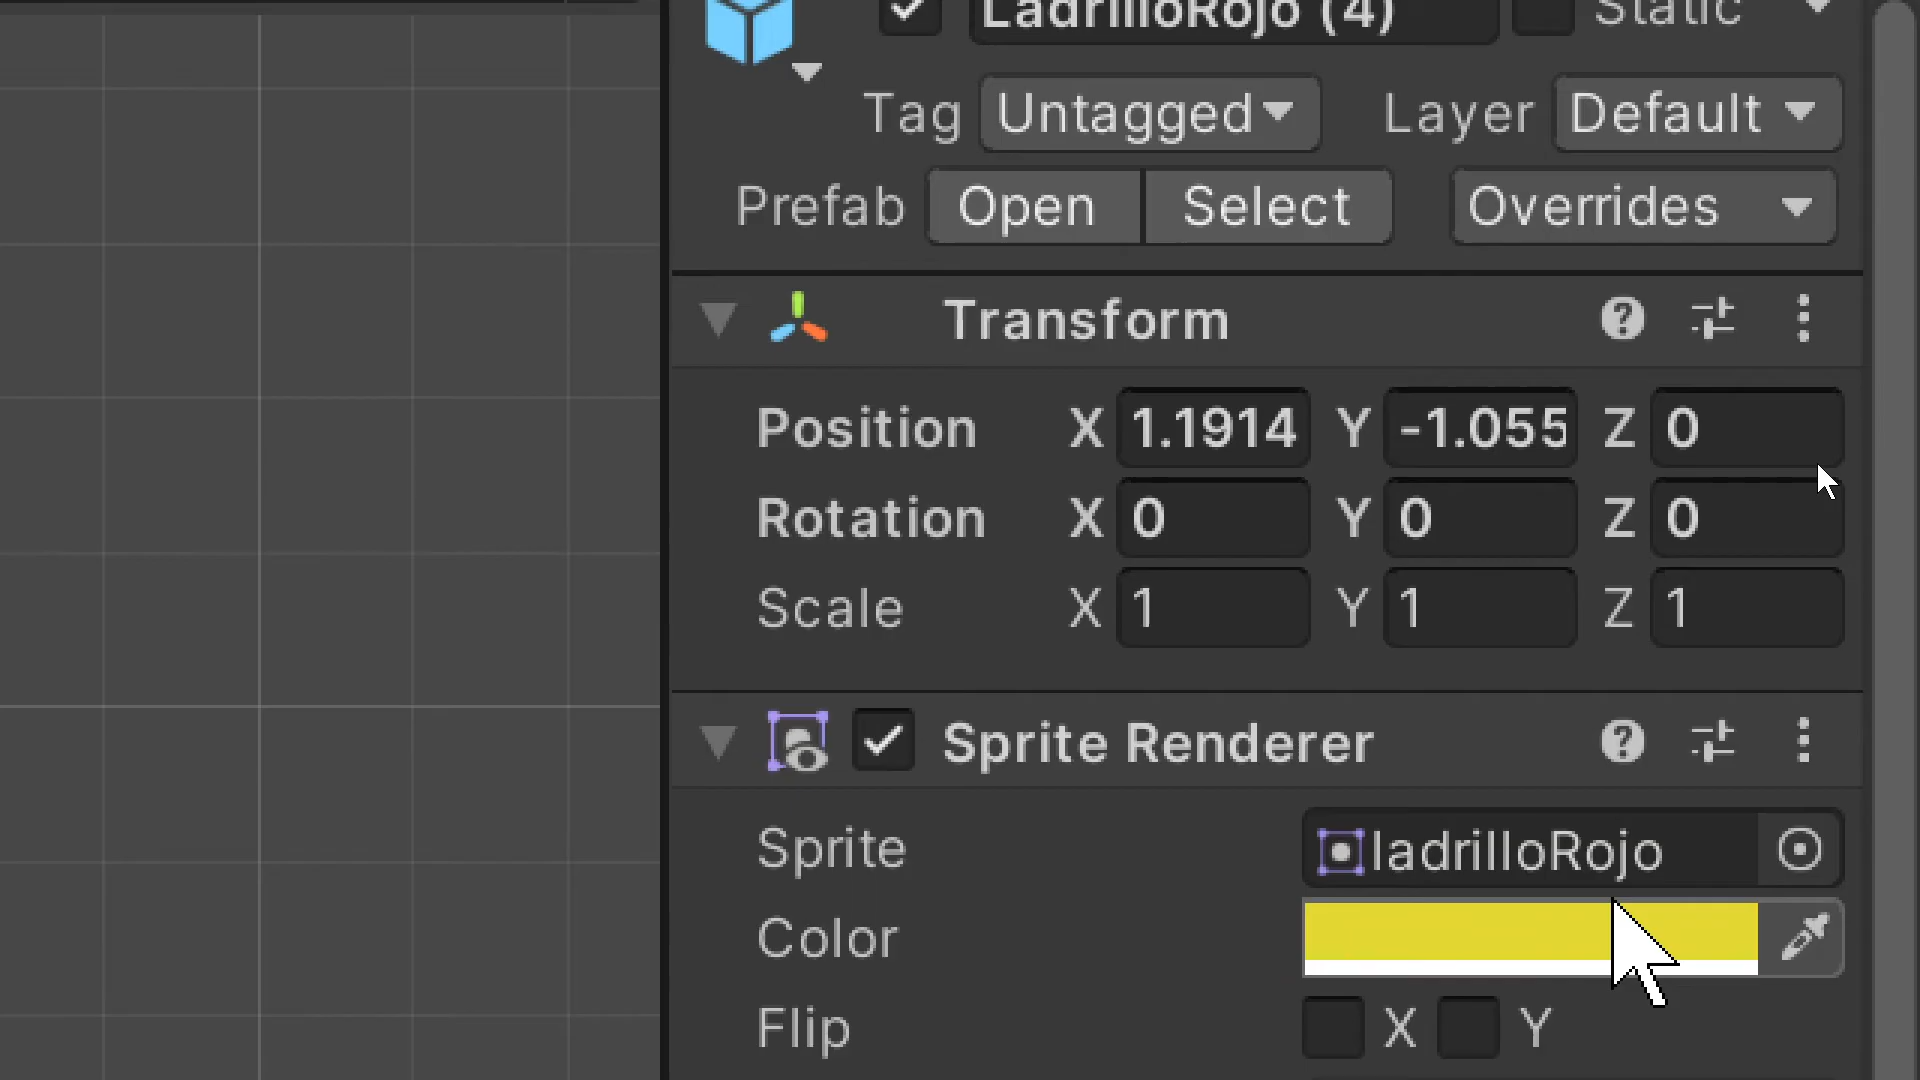 LadrilloRojo (4) Static
Tag Untagged Layer Default
Prefab Open Select Overrides
Transform
Position X 1.1914 Y -1.055 Z 0
Rotation X 0 Y 0 Z 0
Scale X 1 Y 1 Z 1
Sprite Renderer
Sprite ladrilloRojo
Color
Flip X Y